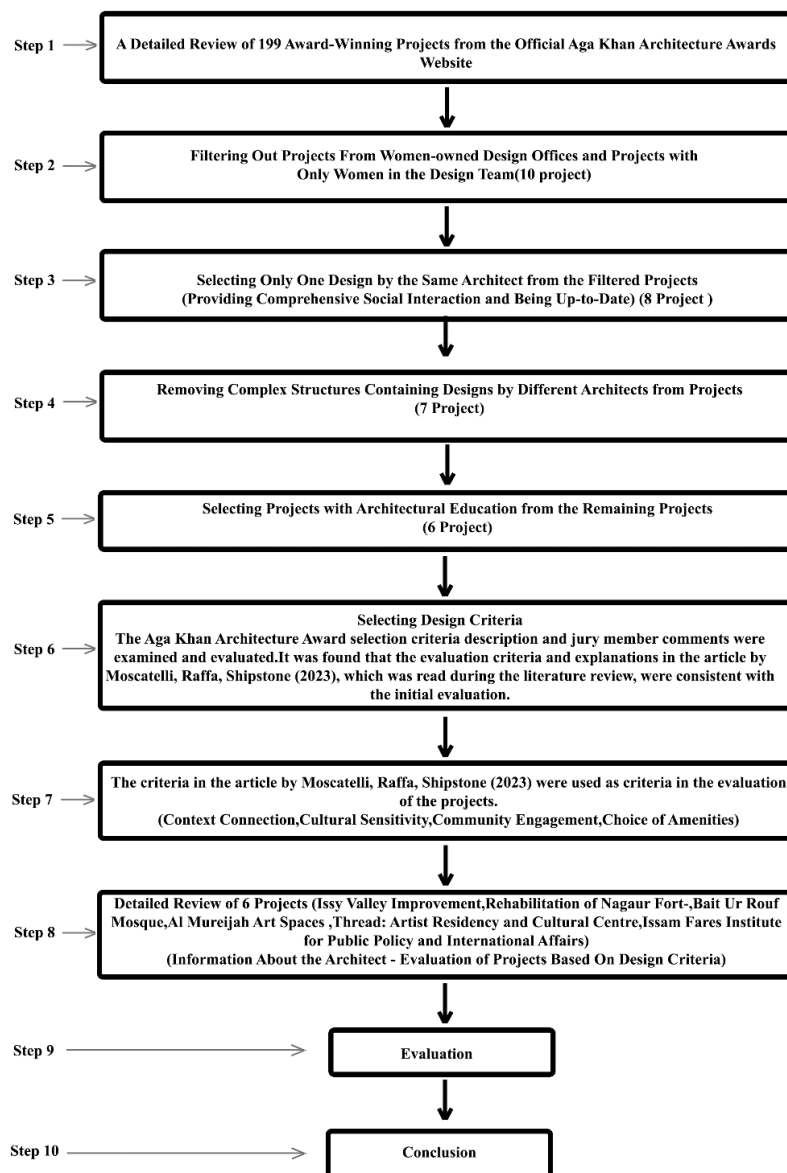 Step 1
A Detailed Review of 199 Award-Winning Projects from the Official Aga Khan Architecture Awards
Website
Step 2
Filtering Out Projects From Women-owned Design Offices and Projects with
Only Women in the Design Team(10 project)
Step 3
Selecting Only One Design by the Same Architect from the Filtered Projects
(Providing Comprehensive Social Interaction and Being Up-to-Date) (8 Project )
Step 4
Removing Complex Structures Containing Designs by Different Architects from Projects
(7 Project)
Step 5
Selecting Projects with Architectural Education from the Remaining Projects
(6 Project)
Step 6
Selecting Design Criteria
The Aga Khan Architecture Award selection criteria description and jury member comments were
examined and evaluated.It was found that the evaluation criteria and explanations in the article by
Moscatelli, Raffa, Shipstone (2023), which was read during the literature review, were consistent with
the initial evaluation.
Step 7
The criteria in the article by Moscatelli, Raffa, Shipstone (2023) were used as criteria in the evaluation
of the projects.
(Context Connection,Cultural Sensitivity,Community Engagement,Choice of Amenities)
Step 8
Detailed Review of 6 Projects (Issy Valley Improvement,Rehabilitation of Nagaur Fort-,Bait Ur Rouf
Mosque,Al Mureijah Art Spaces ,Thread: Artist Residency and Cultural Centre,Issam Fares Institute
for Public Policy and International Affairs)
(Information About the Architect - Evaluation of Projects Based On Design Criteria)
Step 9
Evaluation
Step 10
Conclusion